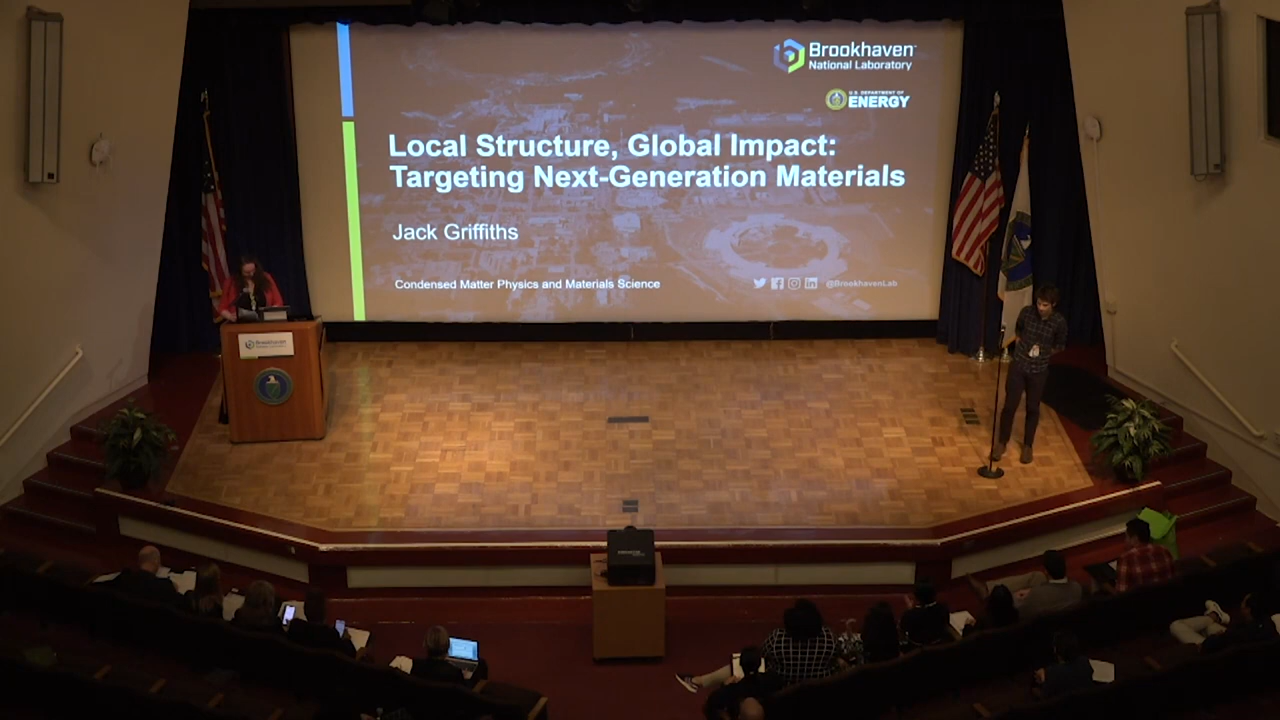 Brookhaven
National Laboratory
U.S. DEPARTMENT OF
ENERGY
Local Structure, Global Impact:
Targeting Next-Generation Materials
Jack Griffiths
Condensed Matter Physics and Materials Science
@BrookhavenLab
Brookhaven